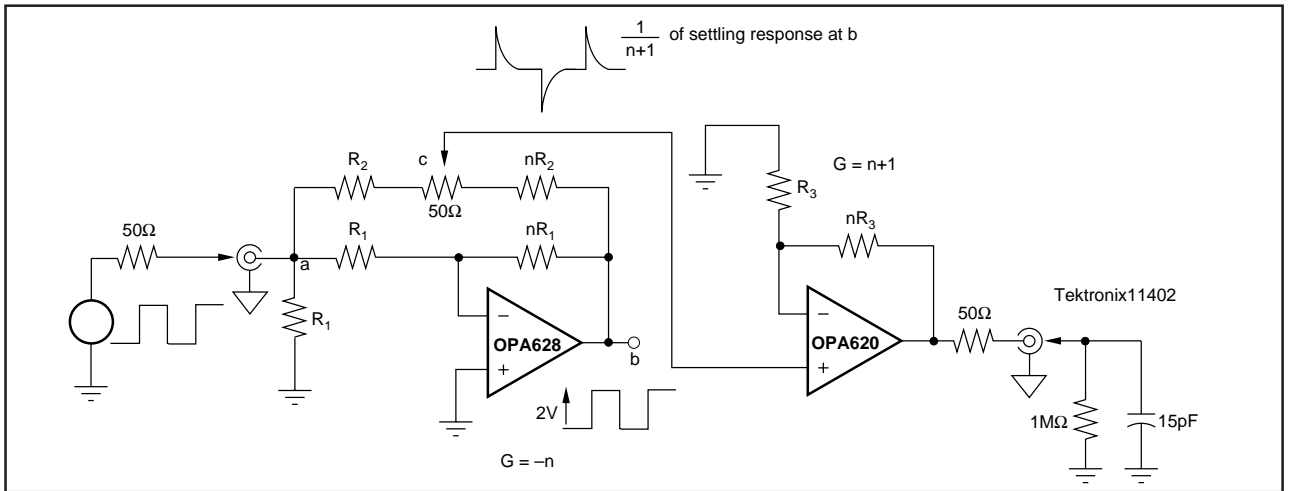 1
n+1
of settling response at b
R2
c
nR2
G = n+1
R3
50Ω
50Ω
R1
nR1
nR3
a
Tektronix11402
R1
–
OPA628
+
b
50Ω
–
OPA620
+
2V
1MΩ
15pF
G = –n